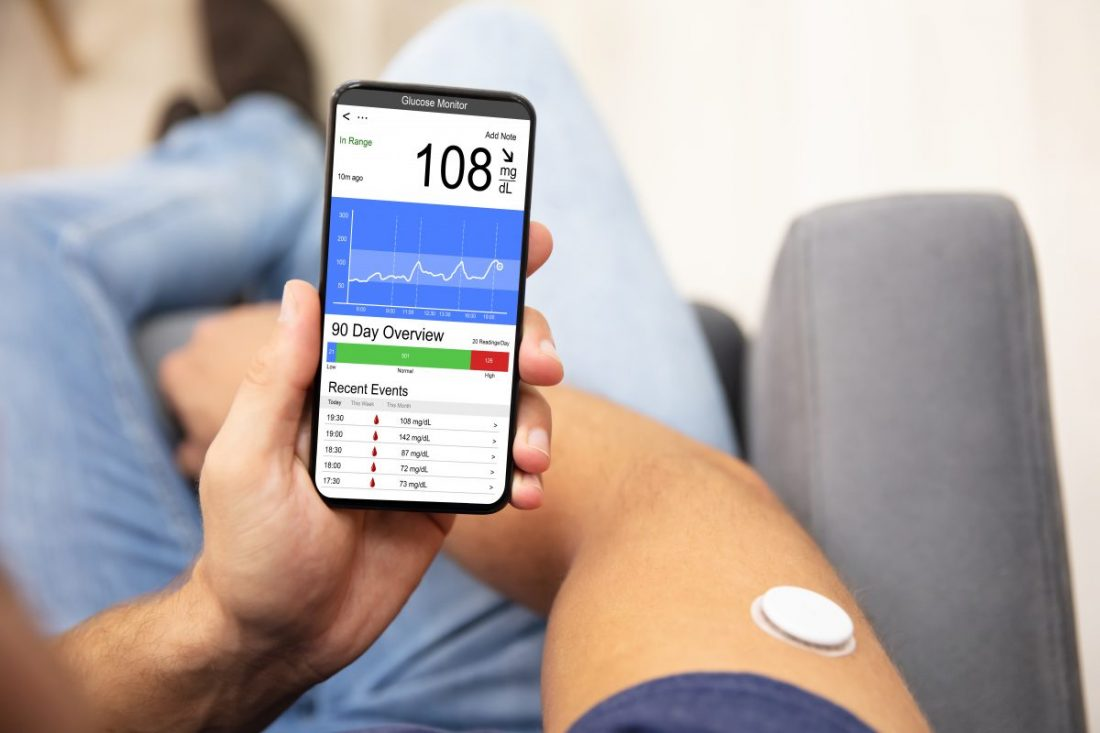 Glucose Monitor
< ...
Add Note
In Range
108 mg/dL
10m ago
300
200
100
50
90 Day Overview
20 Readings/Day
21
501
125
Low
Normal
High
Recent Events
Today This Week This Month
19:30 108 mg/dL >
19:00 142 mg/dL >
18:30 87 mg/dL >
18:00 72 mg/dL >
17:30 73 mg/dL >